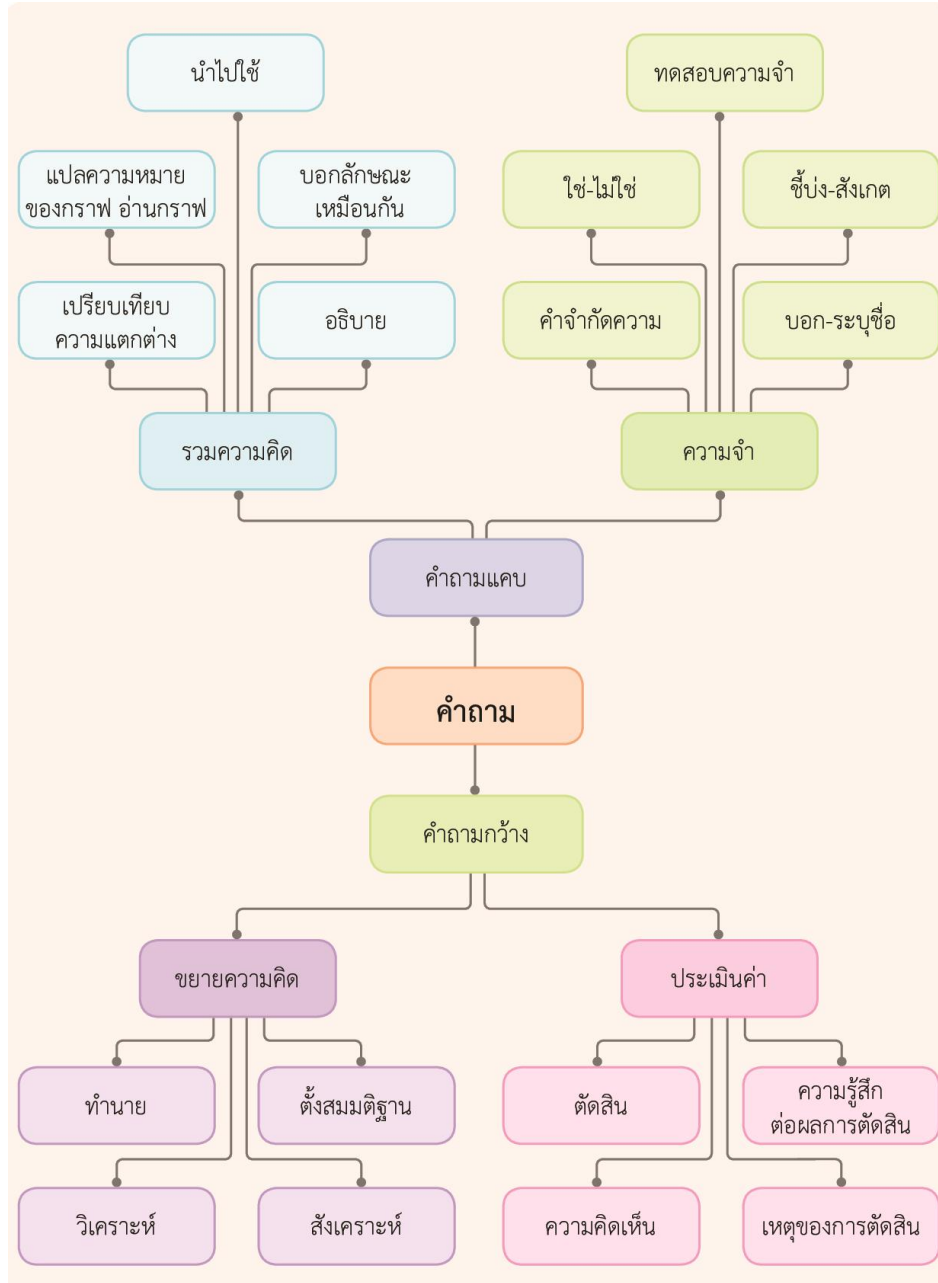 นำไปใช้
ทดสอบความจำ
แปลความหมาย
ของกราฟ อ่านกราฟ
บอกลักษณะ
เหมือนกัน
ใช่-ไม่ใช่
ชี้บ่ง-สังเกต
เปรียบเทียบ
ความแตกต่าง
อธิบาย
คำจำกัดความ
บอก-ระบุชื่อ
รวมความคิด
ความจำ
คำถามแคบ
คำถาม
คำถามกว้าง
ขยายความคิด
ประเมินค่า
ทำนาย
ตั้งสมมติฐาน
ตัดสิน
ความรู้สึก
ต่อผลการตัดสิน
วิเคราะห์
สังเคราะห์
ความคิดเห็น
เหตุของการตัดสิน